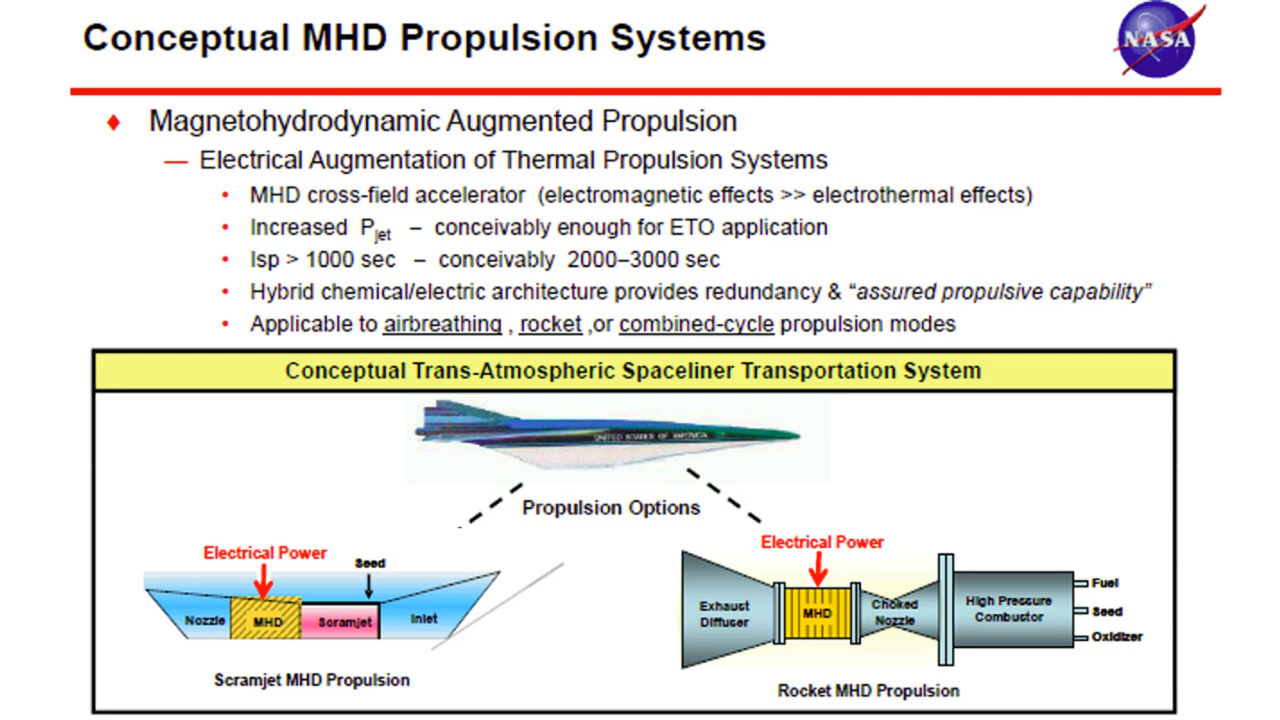 Conceptual MHD Propulsion Systems
NASA
Magnetohydrodynamic Augmented Propulsion
— Electrical Augmentation of Thermal Propulsion Systems
• MHD cross-field accelerator (electromagnetic effects >> electrothermal effects)
• Increased Pjet – conceivably enough for ETO application
• Isp > 1000 sec – conceivably 2000–3000 sec
• Hybrid chemical/electric architecture provides redundancy & “assured propulsive capability”
• Applicable to airbreathing , rocket ,or combined-cycle propulsion modes
Conceptual Trans-Atmospheric Spaceliner Transportation System
UNITED STATES OF AMERICA
Propulsion Options
Electrical Power
Seed
Nozzle
MHD
Scramjet
Inlet
Scramjet MHD Propulsion
Electrical Power
Exhaust
Diffuser
MHD
Choked
Nozzle
High Pressure
Combustor
Fuel
Seed
Oxidizer
Rocket MHD Propulsion